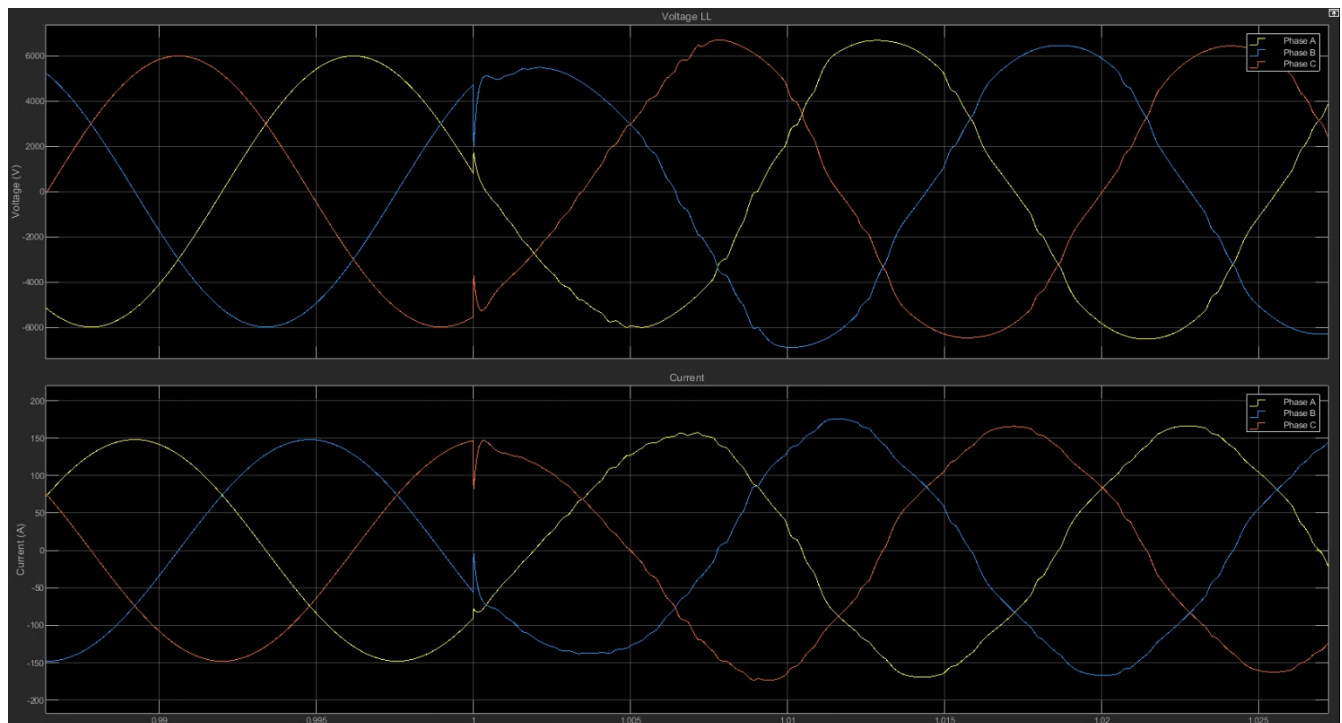 Voltage LL
Phase A
Phase B
Phase C
6000
4000
2000
0
-2000
-4000
-6000
Voltage (V)
Current
Phase A
Phase B
Phase C
200
150
100
50
0
-50
-100
-150
-200
Current (A)
0.99
0.995
1
1.005
1.01
1.015
1.02
1.025